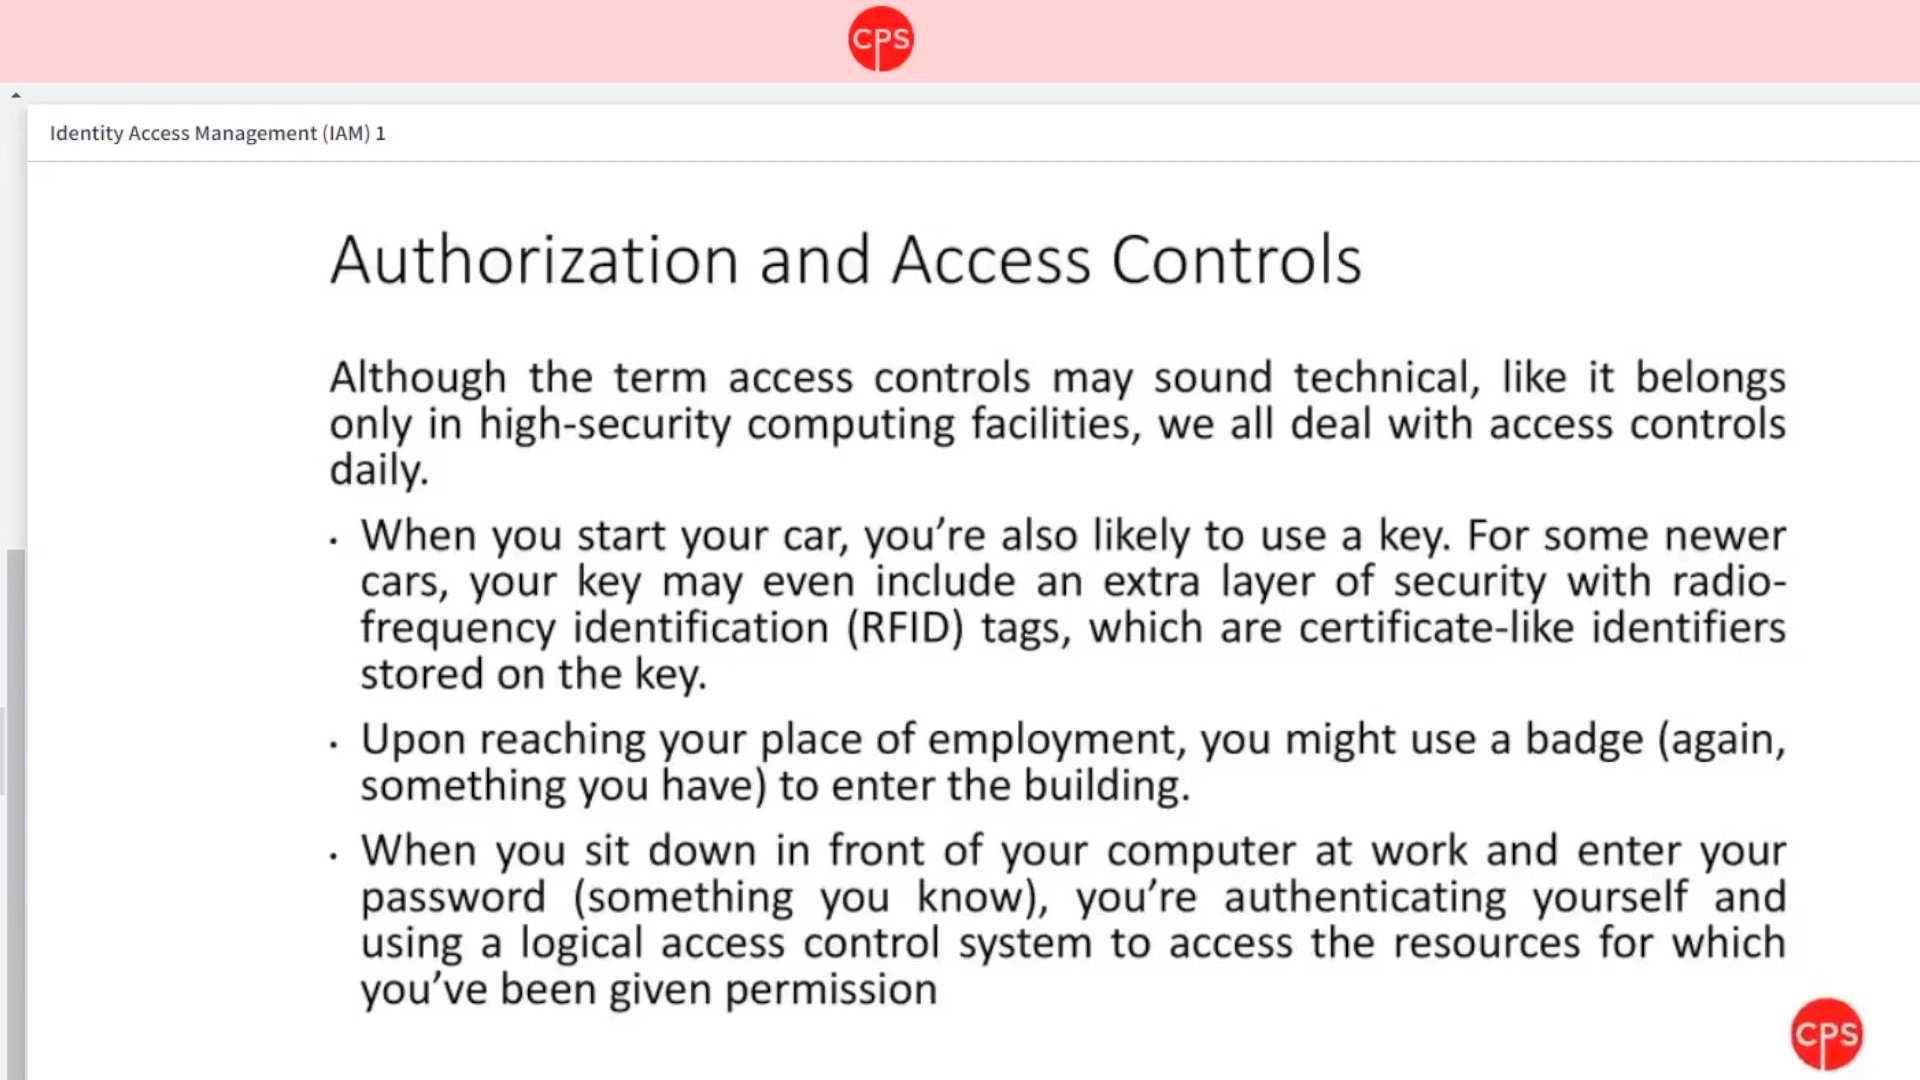 CPS
Identity Access Management (IAM) 1
Authorization and Access Controls
Although the term access controls may sound technical, like it belongs
only in high-security computing facilities, we all deal with access controls
daily.
• When you start your car, you’re also likely to use a key. For some newer
cars, your key may even include an extra layer of security with radio-
frequency identification (RFID) tags, which are certificate-like identifiers
stored on the key.
• Upon reaching your place of employment, you might use a badge (again,
something you have) to enter the building.
• When you sit down in front of your computer at work and enter your
password (something you know), you’re authenticating yourself and
using a logical access control system to access the resources for which
you’ve been given permission
CPS